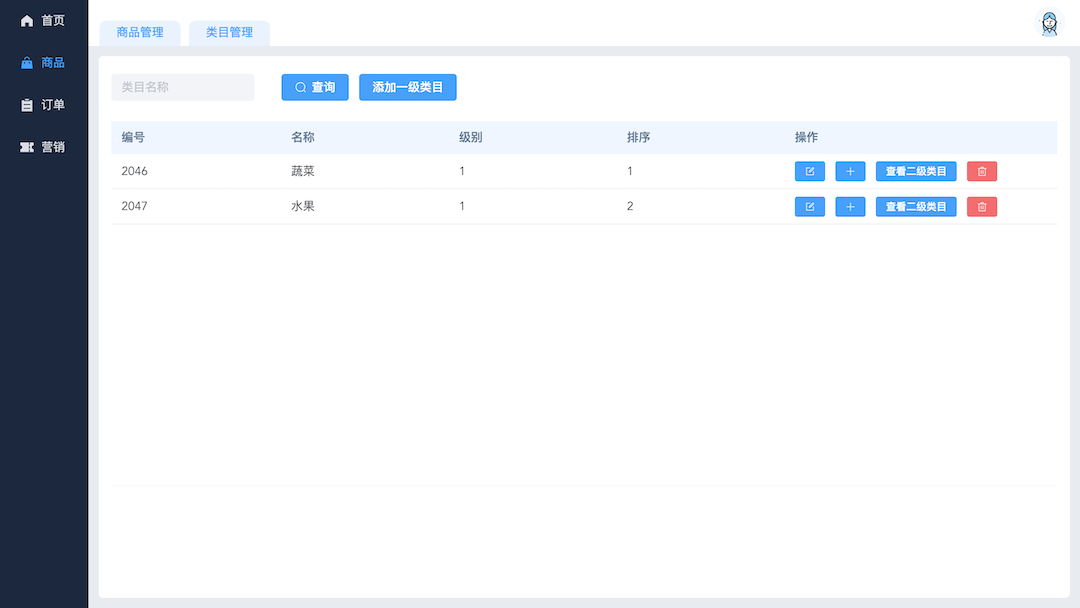 首页
商品
订单
营销
商品管理 类目管理
类目名称 查询 添加一级类目
编号 名称 级别 排序 操作
2046 蔬菜 1 1 查看二级类目
2047 水果 1 2 查看二级类目